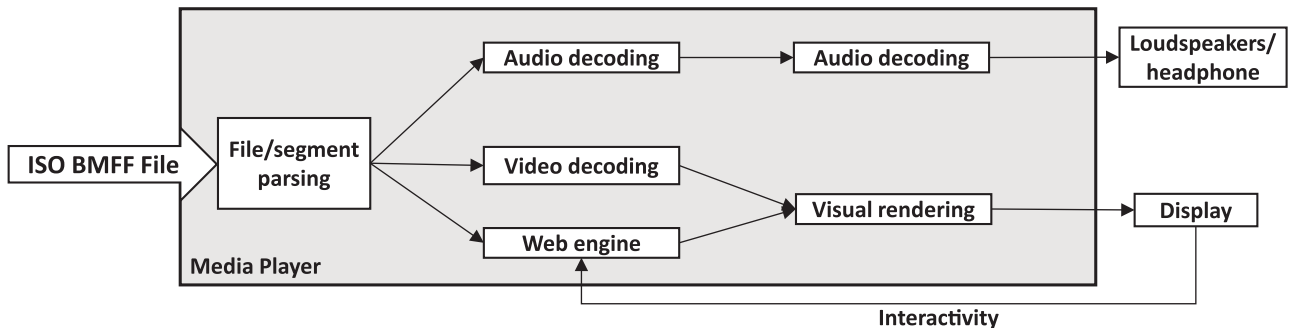 Audio decoding
Audio decoding
Loudspeakers/
headphone
ISO BMFF File
File/segment
parsing
Video decoding
Visual rendering
Display
Web engine
Media Player
Interactivity